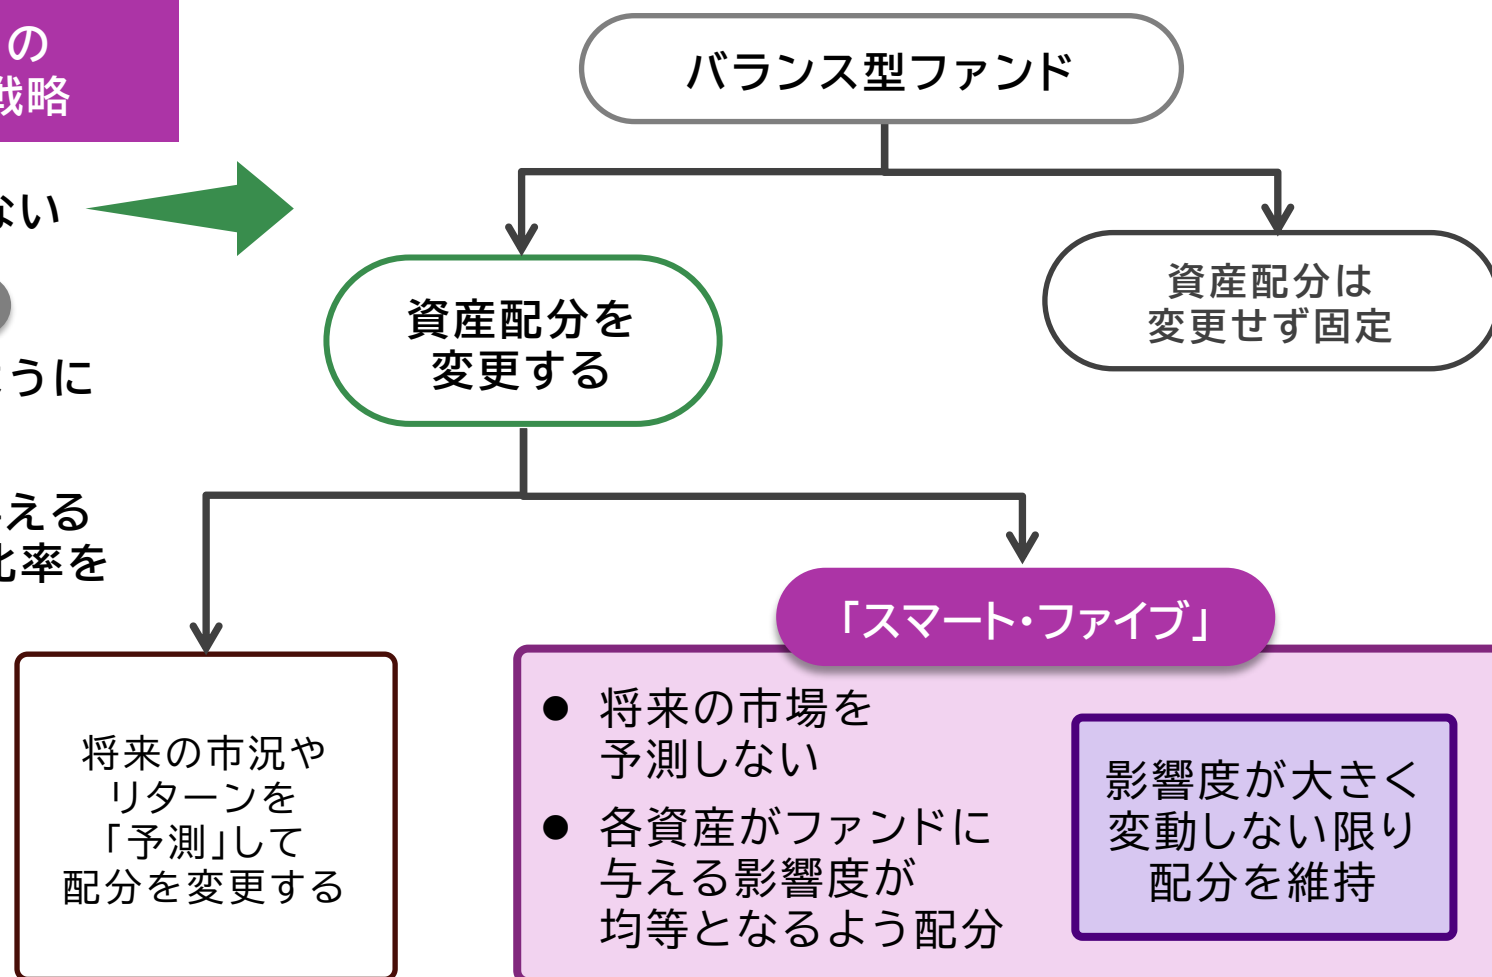 の
戦略
ない
ように
える
比率を
バランス型ファンド
資産配分を
変更する
資産配分は
変更せず固定
将来の市況や
リターンを
「予測」して
配分を変更する
「スマート・ファイブ」
● 将来の市場を
予測しない
● 各資産がファンドに
与える影響度が
均等となるよう配分
影響度が大きく
変動しない限り
配分を維持